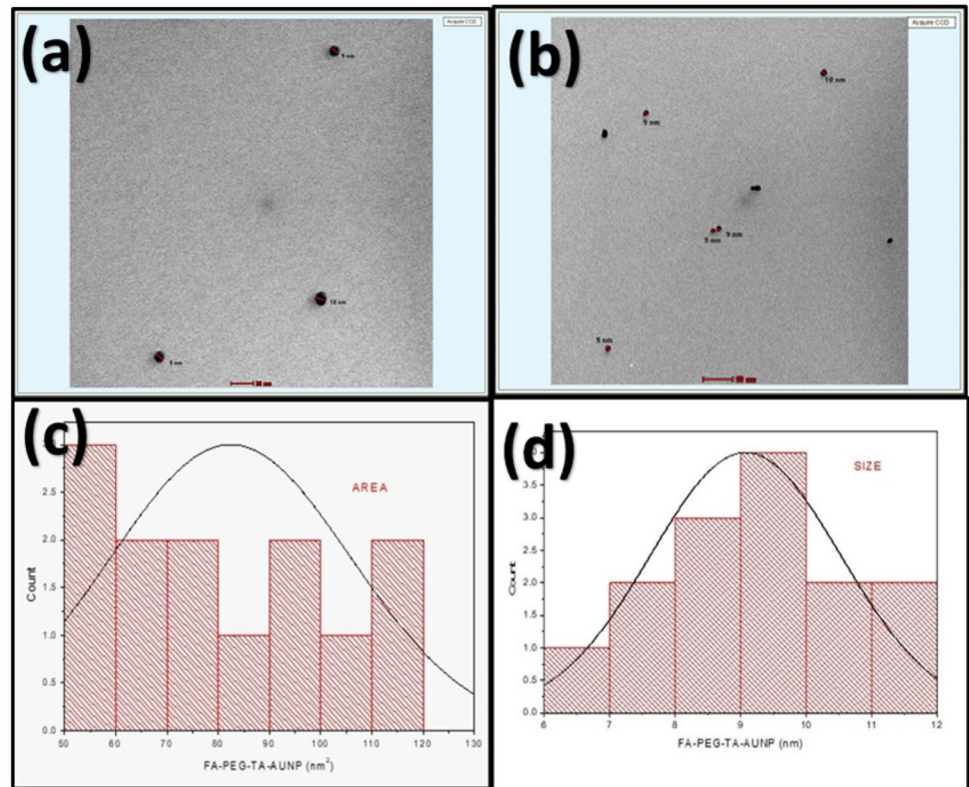 (a)
Acquire CCD
9 nm
10 nm
9 nm
(b)
Acquire CCD
10 nm
9 nm
9 nm
9 nm
9 nm
(c)
AREA
Count
2.5
2.0
1.5
1.0
0.5
0.0
50 60 70 80 90 100 110 120 130
FA-PEG-TA-AUNP (nm²)
(d)
SIZE
Count
3.5
3.0
2.5
2.0
1.5
1.0
0.5
0.0
6 7 8 9 10 11 12
FA-PEG-TA-AUNP (nm)